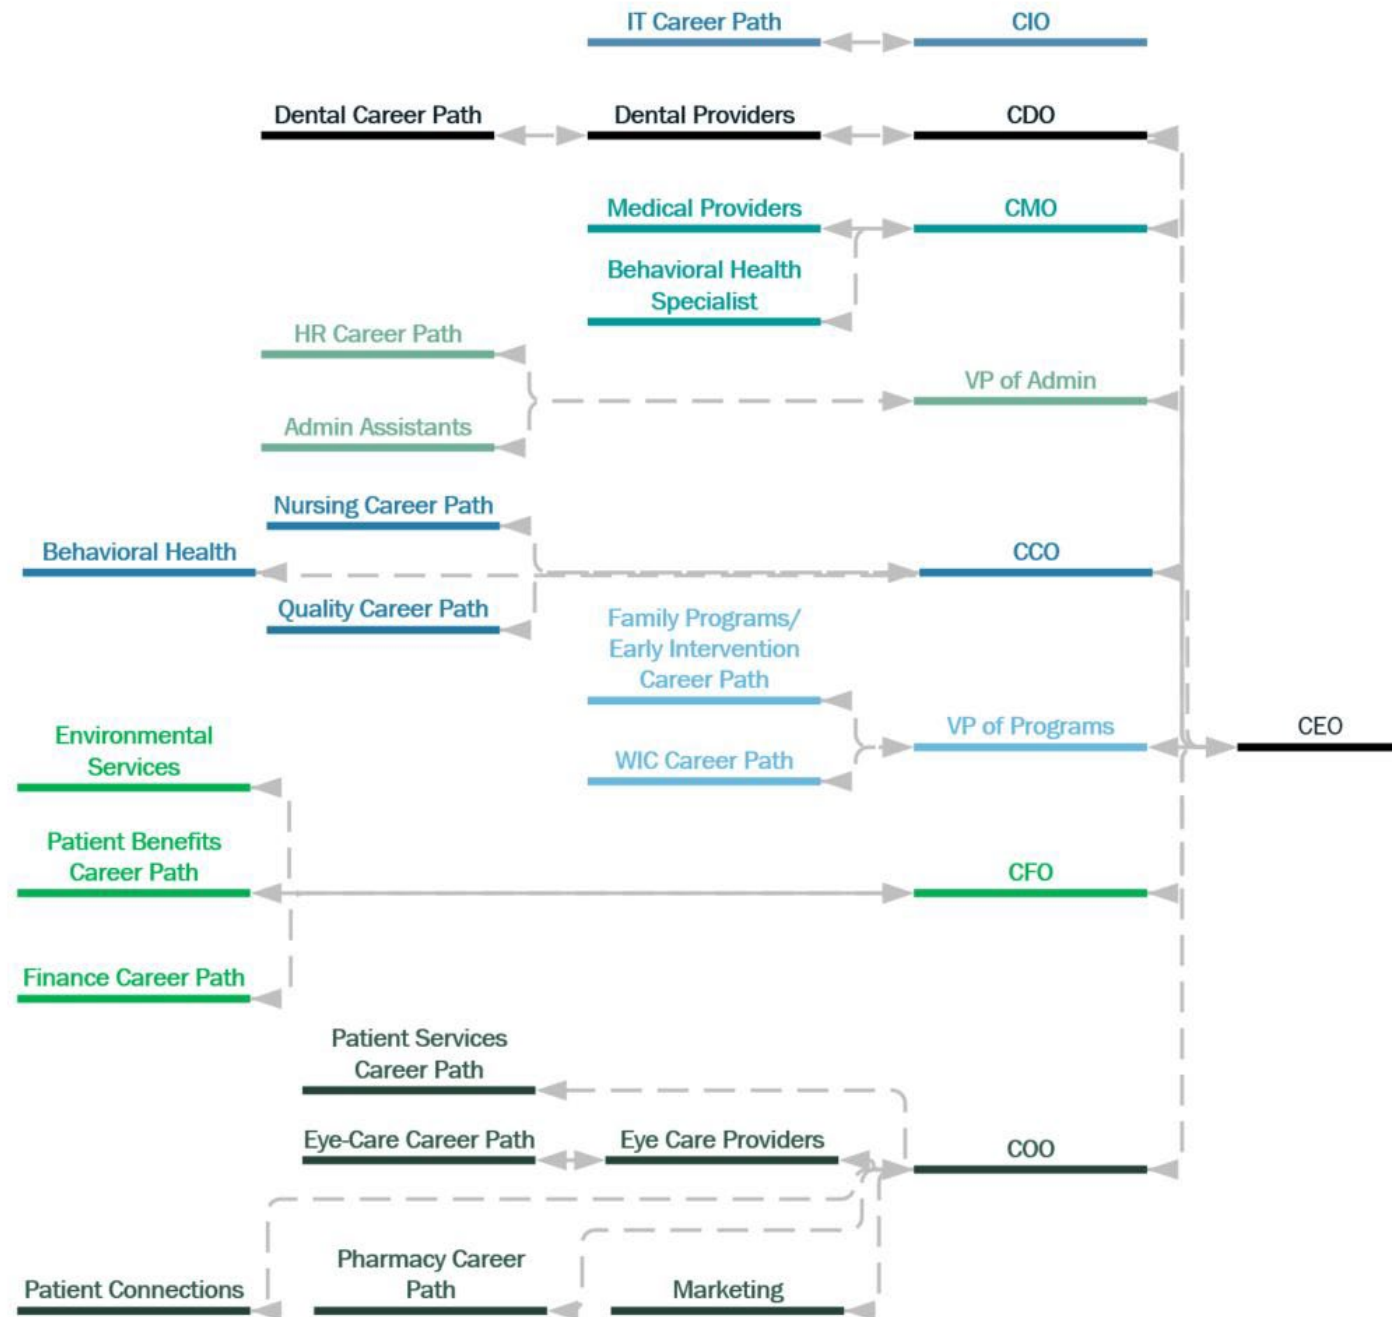 IT Career Path
CIO
Dental Career Path
Dental Providers
CDO
Medical Providers
CMO
Behavioral Health
Specialist
HR Career Path
VP of Admin
Admin Assistants
Nursing Career Path
Behavioral Health
CCO
Quality Career Path
Family Programs/
Early Intervention
Career Path
VP of Programs
CEO
WIC Career Path
Environmental
Services
Patient Benefits
Career Path
CFO
Finance Career Path
Patient Services
Career Path
Eye-Care Career Path
Eye Care Providers
COO
Patient Connections
Pharmacy Career
Path
Marketing